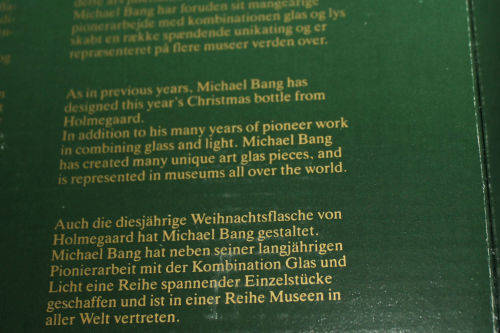 Michael Bang har foruden sit mangeårige
pionerarbejde med kombinationen glas og lys
skabt en række spændende unikating og er
repræsenteret på flere museer verden over.
As in previous years, Michael Bang has
designed this year's Christmas bottle from
Holmegaard.
In addition to his many years of pioneer work
in combining glass and light. Michael Bang
has created many unique art glas pieces, and
is represented in museums all over the world.
Auch die diesjährige Weihnachtsflasche von
Holmegaard hat Michael Bang gestaltet.
Michael Bang hat neben seiner langjährigen
Pionierarbeit mit der Kombination Glas und
Licht eine Reihe spannender Einzelstücke
geschaffen und ist in einer Reihe Museen in
aller Welt vertreten.